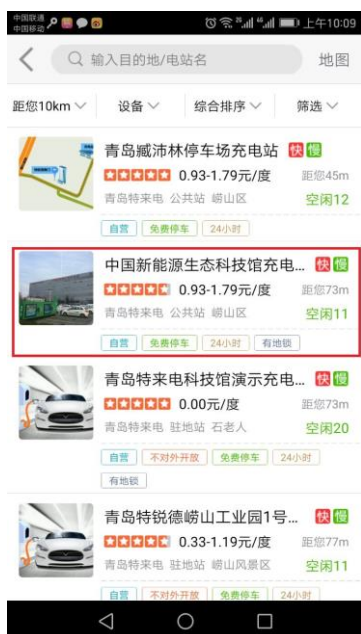 中国联通
中国移动
上午10:09
输入目的地/电站名
地图
距您10km
设备
综合排序
筛选
青岛臧沛林停车场充电站 快 慢
0.93-1.79元/度 距您45m
青岛特来电 公共站 崂山区 空闲12
自营 免费停车 24小时
中国新能源生态科技馆充电... 快 慢
0.93-1.79元/度 距您73m
青岛特来电 公共站 崂山区 空闲11
自营 免费停车 24小时 有地锁
青岛特来电科技馆演示充电... 快 慢
0.00元/度 距您73m
青岛特来电 驻地站 石老人 空闲20
自营 不对外开放 免费停车 24小时
有地锁
青岛特锐德崂山工业园1号... 快 慢
0.33-1.19元/度 距您77m
青岛特来电 驻地站 崂山风景区 空闲11
自营 不对外开放 免费停车 24小时